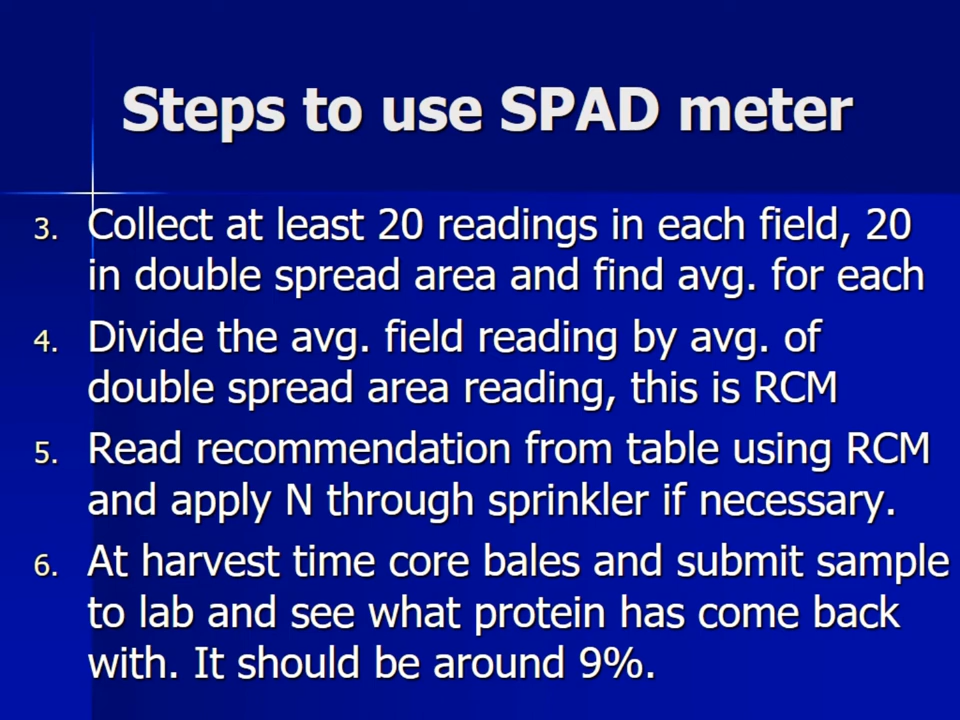 Steps to use SPAD meter
3. Collect at least 20 readings in each field, 20
in double spread area and find avg. for each
4. Divide the avg. field reading by avg. of
double spread area reading, this is RCM
5. Read recommendation from table using RCM
and apply N through sprinkler if necessary.
6. At harvest time core bales and submit sample
to lab and see what protein has come back
with. It should be around 9%.